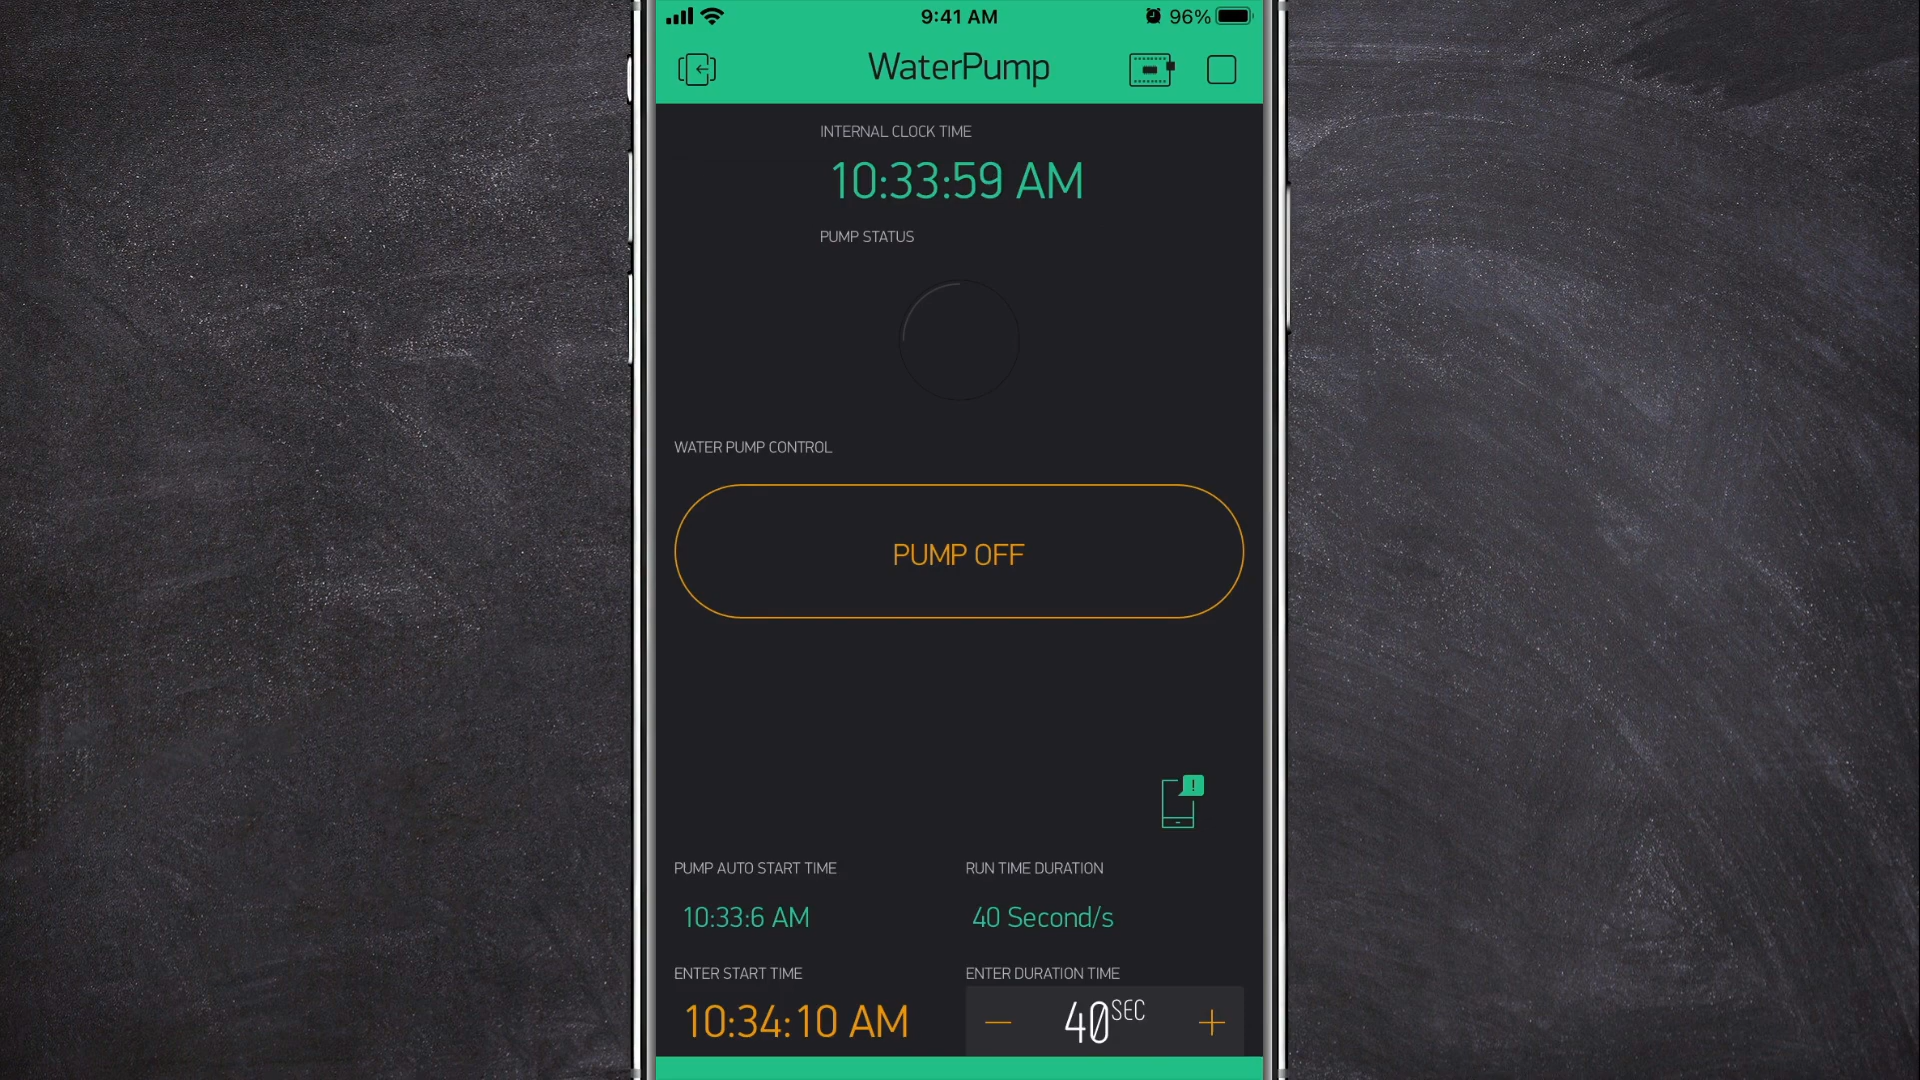 9:41 AM 96%
WaterPump
INTERNAL CLOCK TIME
10:33:59 AM
PUMP STATUS
WATER PUMP CONTROL
PUMP OFF
!
PUMP AUTO START TIME RUN TIME DURATION
10:33:6 AM 40 Second/s
ENTER START TIME ENTER DURATION TIME
10:34:10 AM — 40SEC +